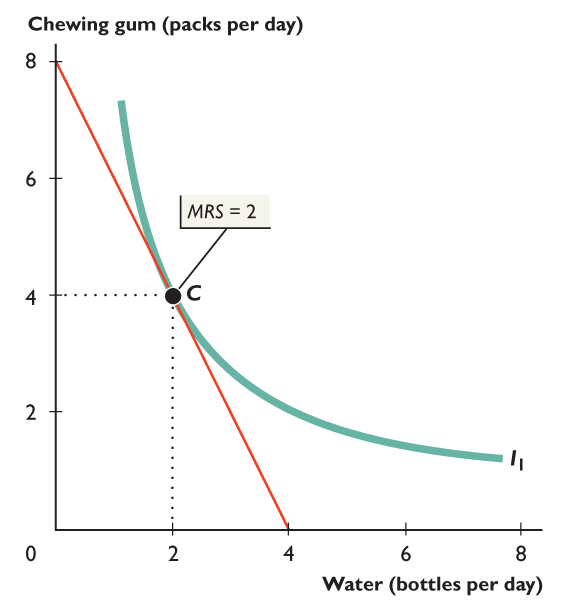 Chewing gum (packs per day)
8
6
MRS = 2
4
C
2
I1
0
2
4
6
8
Water (bottles per day)